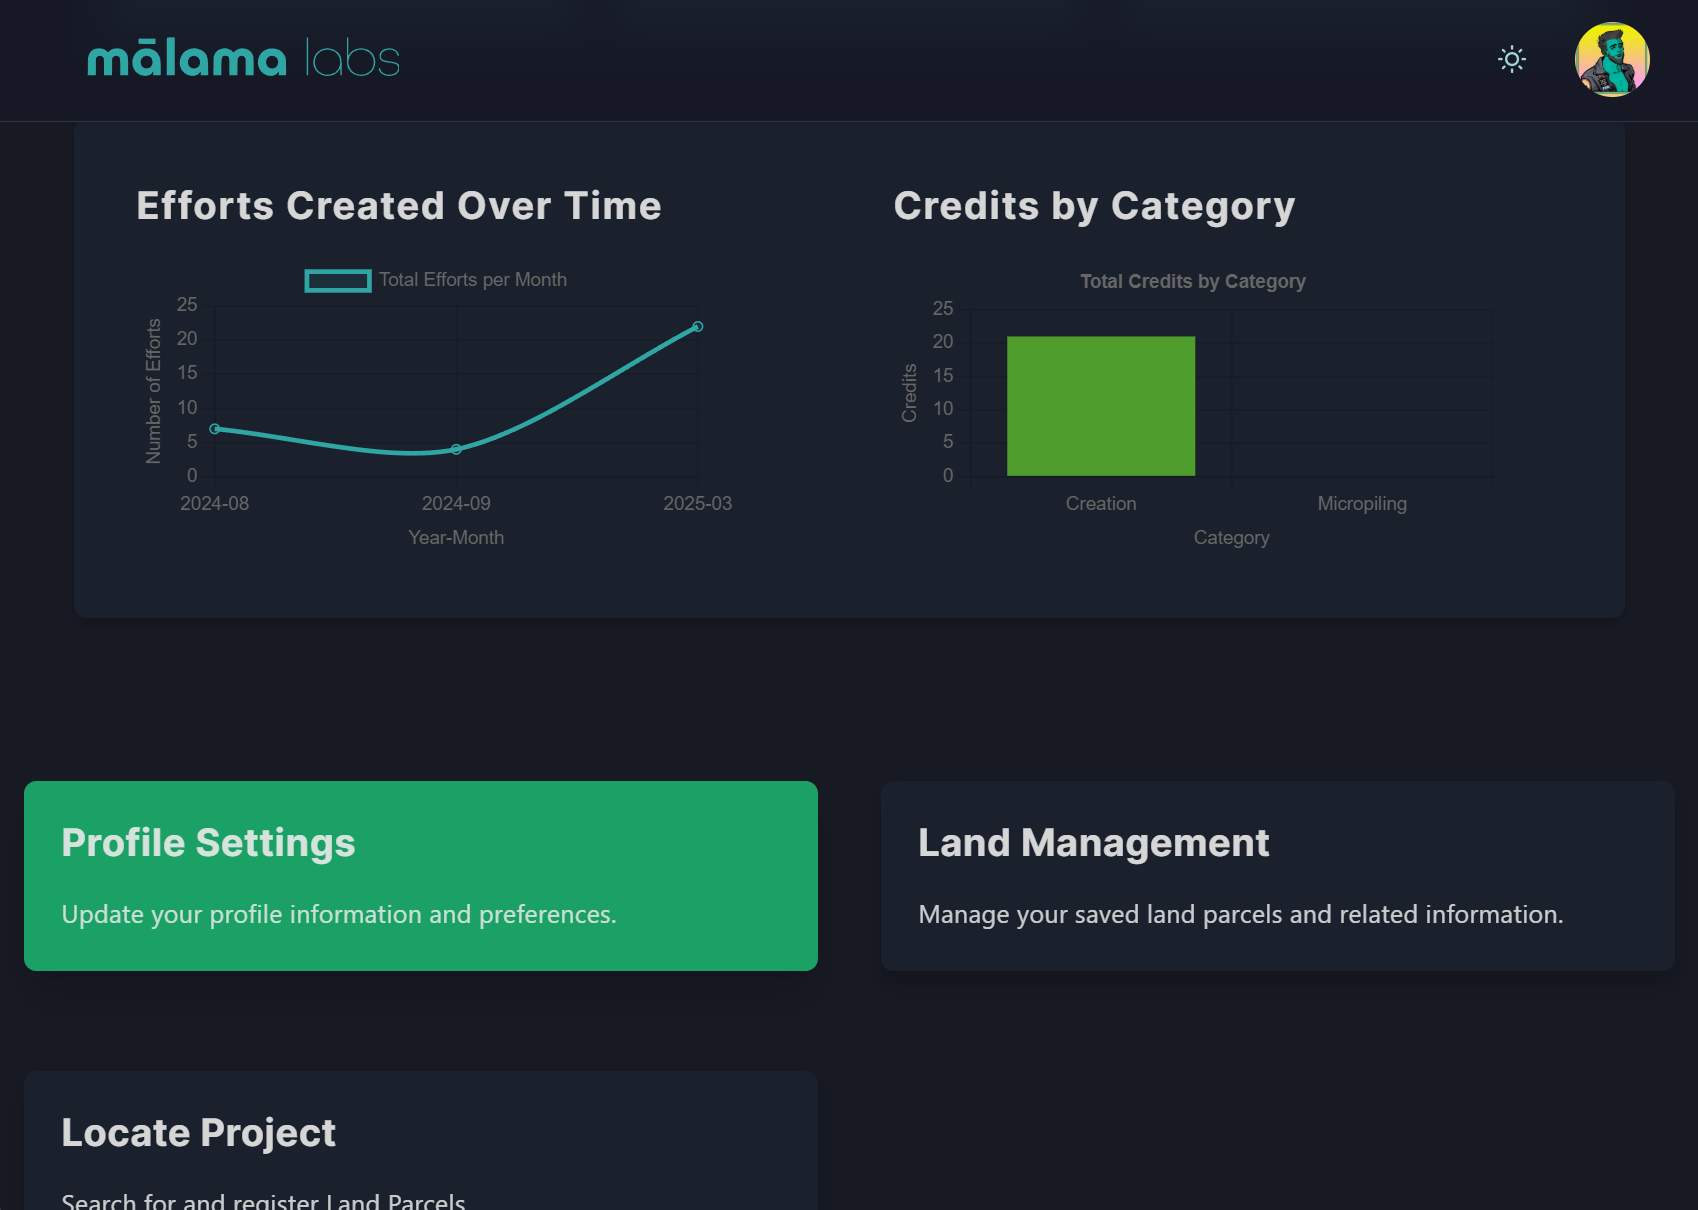 mālama labs
Efforts Created Over Time
Total Efforts per Month
Number of Efforts
25
20
15
10
5
0
2024-08 2024-09 2025-03
Year-Month
Credits by Category
Total Credits by Category
Credits
25
20
15
10
5
0
Creation Micropiling
Category
Profile Settings
Update your profile information and preferences.
Land Management
Manage your saved land parcels and related information.
Locate Project
Search for and register Land Parcels